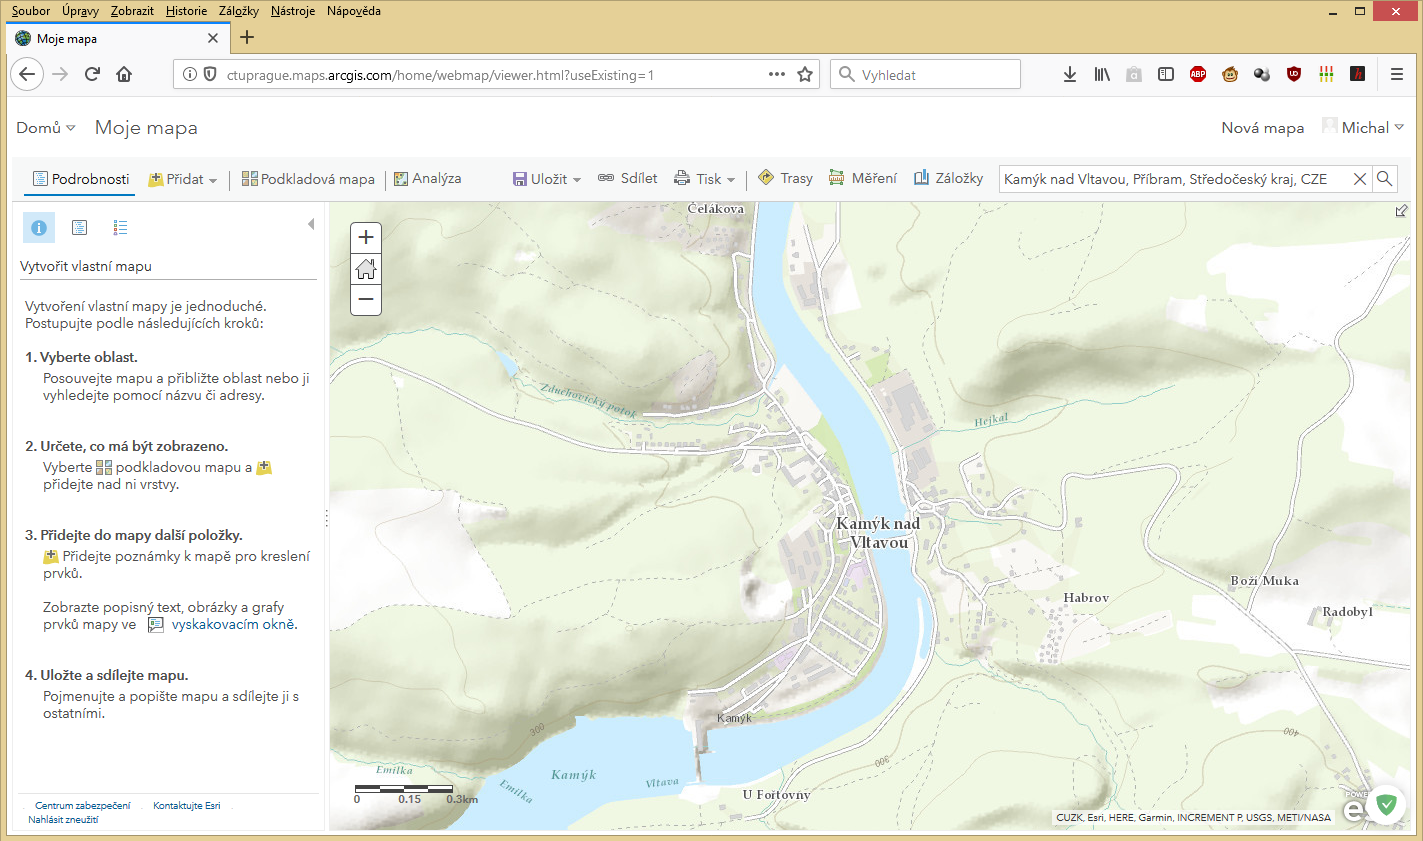 Soubor Úpravy Zobrazit Historie Záložky Nástroje Nápověda
Moje mapa
ctuprague.maps.arcgis.com/home/webmap/viewer.html?useExisting=1
Vyhledat
ABP
Domů Moje mapa
Nová mapa Michal
Podrobnosti Přidat Podkladová mapa Analýza Uložit Sdílet Tisk Trasy Měření Záložky
Kamýk nad Vltavou, Příbram, Středočeský kraj, CZE
Vytvořit vlastní mapu
Vytvoření vlastní mapy je jednoduché.
Postupujte podle následujících kroků:
1. Vyberte oblast.
Posouvejte mapu a přibližte oblast nebo ji
vyhledejte pomocí názvu či adresy.
2. Určete, co má být zobrazeno.
Vyberte podkladovou mapu a
přidejte nad ni vrstvy.
3. Přidejte do mapy další položky.
Přidejte poznámky k mapě pro kreslení
prvků.
Zobrazte popisný text, obrázky a grafy
prvků mapy ve vyskakovacím okně.
4. Uložte a sdílejte mapu.
Pojmenujte a popište mapu a sdílejte ji s
ostatními.
Centrum zabezpečení
Kontaktujte Esri
Nahlásit zneužití
Čelákova
Zduchovický potok
Hejkal
Kamýk nad
Vltavou
Boží Muka
Habrov
Radobyl
Kamýk
300
400
300
Emilka
Emilka
Kamýk
Vltava
U Fořtovny
0 0.15 0.3km
CUZK, Esri, HERE, Garmin, INCREMENT P, USGS, METI/NASA